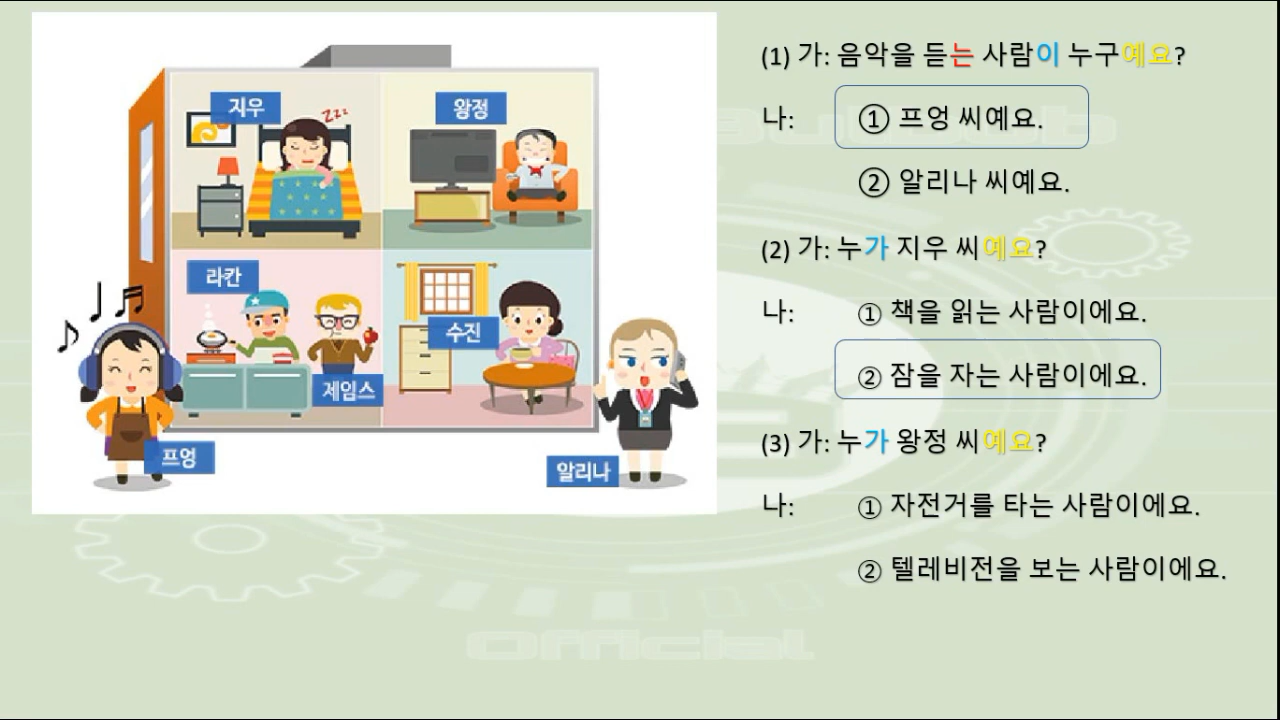 지우
zzz
왕정
라칸
수진
제임스
프엉
알리나
(1) 가: 음악을 듣는 사람이 누구예요?
나: ① 프엉 씨예요.
② 알리나 씨예요.
(2) 가: 누가 지우 씨예요?
나: ① 책을 읽는 사람이에요.
② 잠을 자는 사람이에요.
(3) 가: 누가 왕정 씨예요?
나: ① 자전거를 타는 사람이에요.
② 텔레비전을 보는 사람이에요.
Official